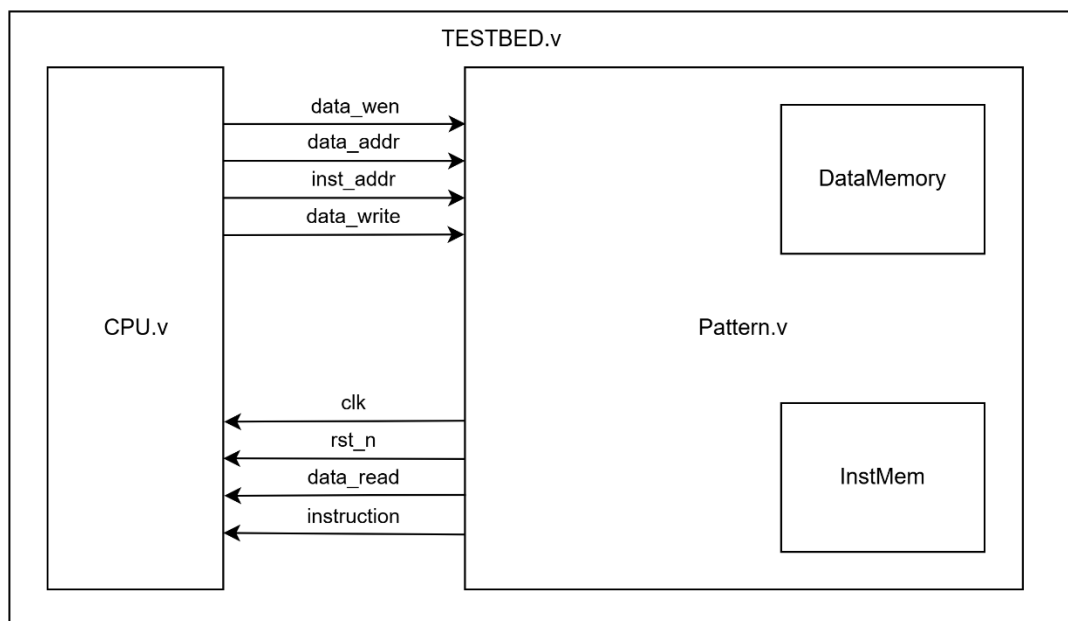 TESTBED.v
data_wen
data_addr
inst_addr
data_write
DataMemory
CPU.v
Pattern.v
clk
rst_n
data_read
instruction
InstMem